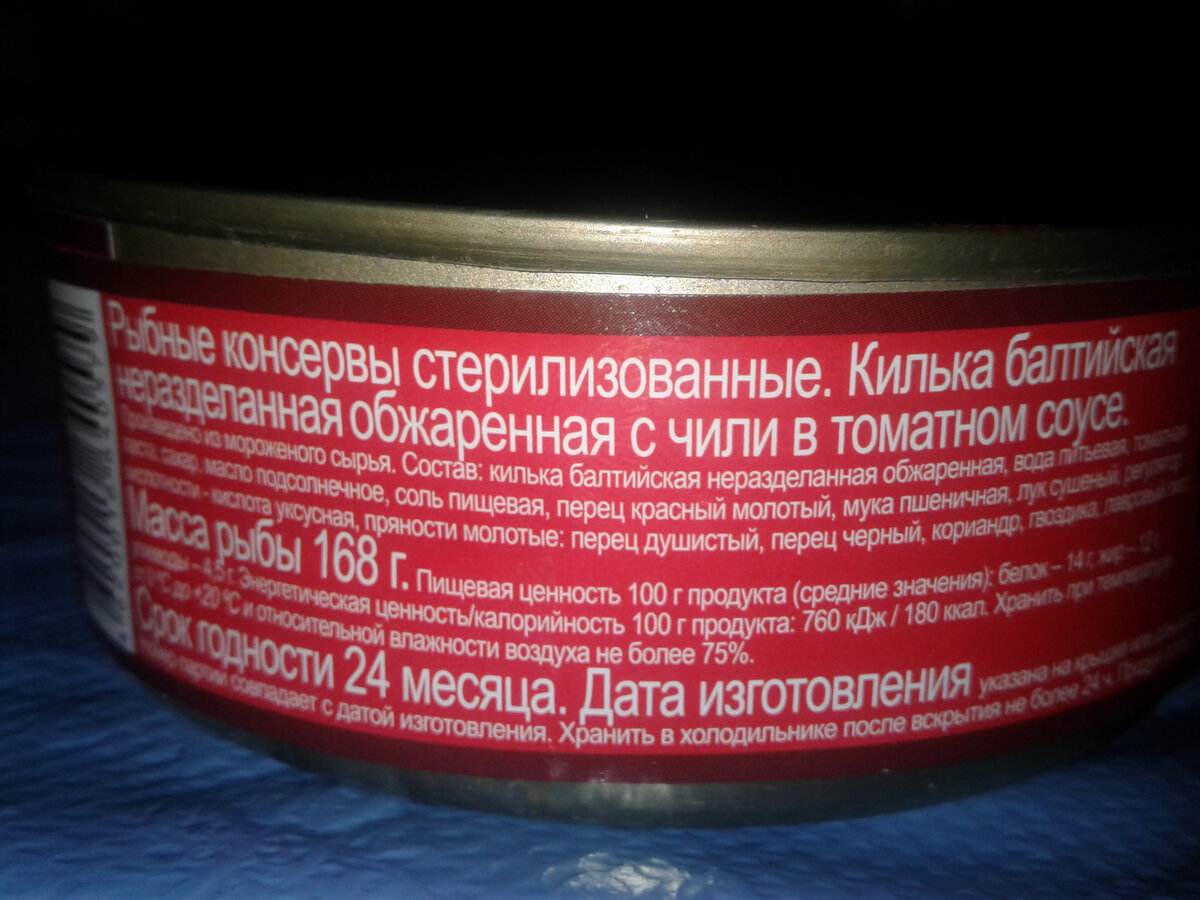 Рыбные консервы стерилизованные. Килька балтийская
неразделанная обжаренная с чили в томатном соусе.
Произведено из мороженого сырья. Состав: килька балтийская неразделанная обжаренная, вода питьевая, томатная
паста, сахар, масло подсолнечное, соль пищевая, перец красный молотый, мука пшеничная, лук сушеный, регулятор
кислотности - кислота уксусная, пряности молотые: перец душистый, перец черный, кориандр, гвоздика, лавровый лист.
Масса рыбы 168 г. Пищевая ценность 100 г продукта (средние значения): белок – 14 г, жир – 12 г,
углеводы – 4,5 г. Энергетическая ценность/калорийность 100 г продукта: 760 кДж / 180 ккал. Хранить при температуре
°С до +20 °С и относительной влажности воздуха не более 75%.
Срок годности 24 месяца. Дата изготовления указана на крышке или
партии совпадает с датой изготовления. Хранить в холодильнике после вскрытия не более 24 ч.